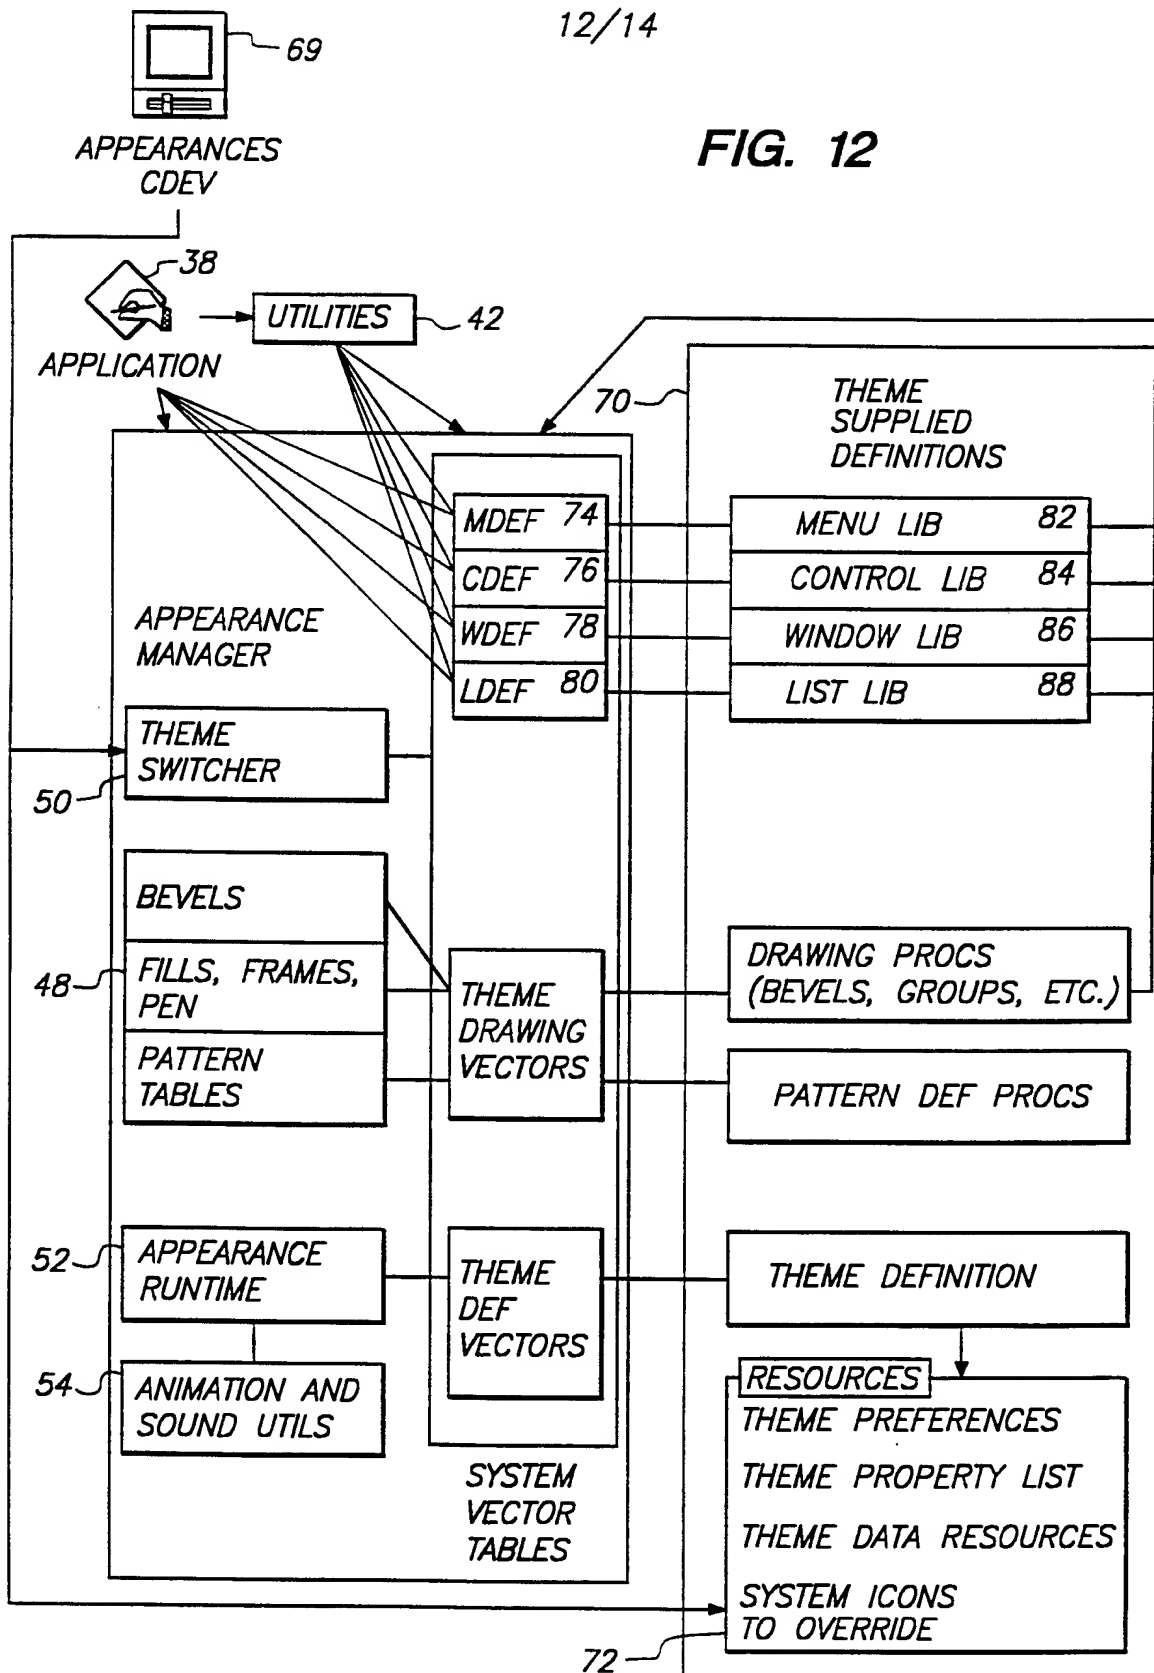 12/14
69
APPEARANCES
CDEV
FIG. 12
38
APPLICATION
UTILITIES
42
70
THEME
SUPPLIED
DEFINITIONS
MDEF 74
CDEF 76
WDEF 78
LDEF 80
MENU LIB 82
CONTROL LIB 84
WINDOW LIB 86
LIST LIB 88
APPEARANCE
MANAGER
THEME
SWITCHER
50
BEVELS
FILLS, FRAMES,
PEN
48
PATTERN
TABLES
THEME
DRAWING
VECTORS
DRAWING PROCS
(BEVELS, GROUPS, ETC.)
PATTERN DEF PROCS
52
APPEARANCE
RUNTIME
THEME
DEF
VECTORS
THEME DEFINITION
54
ANIMATION AND
SOUND UTILS
SYSTEM
VECTOR
TABLES
RESOURCES
THEME PREFERENCES
THEME PROPERTY LIST
THEME DATA RESOURCES
SYSTEM ICONS
TO OVERRIDE
72